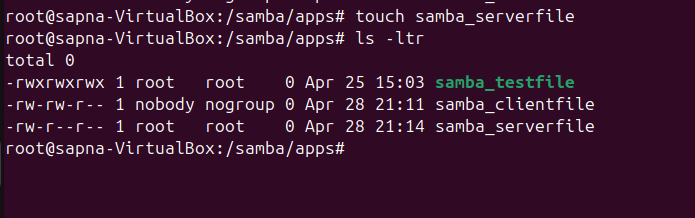 root@sapna-VirtualBox:/samba/apps# touch samba_serverfile
root@sapna-VirtualBox:/samba/apps# ls -ltr
total 0
-rwxrwxrwx 1 root   root    0 Apr 25 15:03 samba_testfile
-rw-rw-r-- 1 nobody nogroup 0 Apr 28 21:11 samba_clientfile
-rw-r--r-- 1 root   root    0 Apr 28 21:14 samba_serverfile
root@sapna-VirtualBox:/samba/apps#